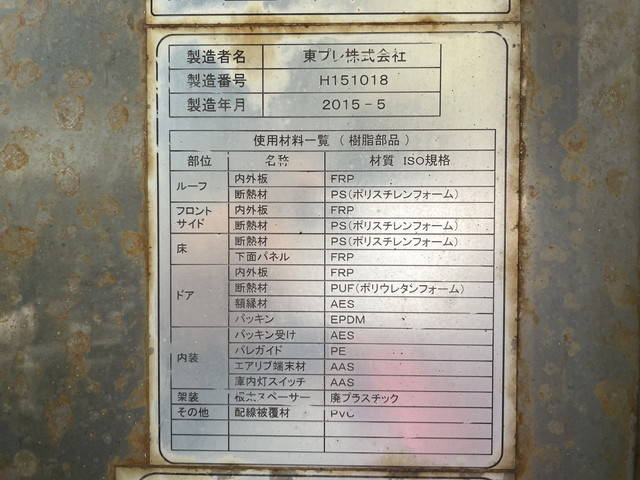 製造者名 東プレ株式会社
製造番号 H151018
製造年月 2015-5
使用材料一覧 (樹脂部品)
部位 名称 材質 ISO規格
ルーフ 内外板 FRP
断熱材 PS(ポリスチレンフォーム)
フロントサイド 内外板 FRP
断熱材 PS(ポリスチレンフォーム)
床 断熱材 PS(ポリスチレンフォーム)
下面パネル FRP
ドア 内外板 FRP
断熱材 PUF(ポリウレタンフォーム)
額縁材 AES
パッキン EPDM
内装 パッキン受け AES
パレガイド PE
エアリブ端末材 AAS
庫内灯スイッチ AAS
架装 根太スペーサー 廃プラスチック
その他 配線被覆材 PVC